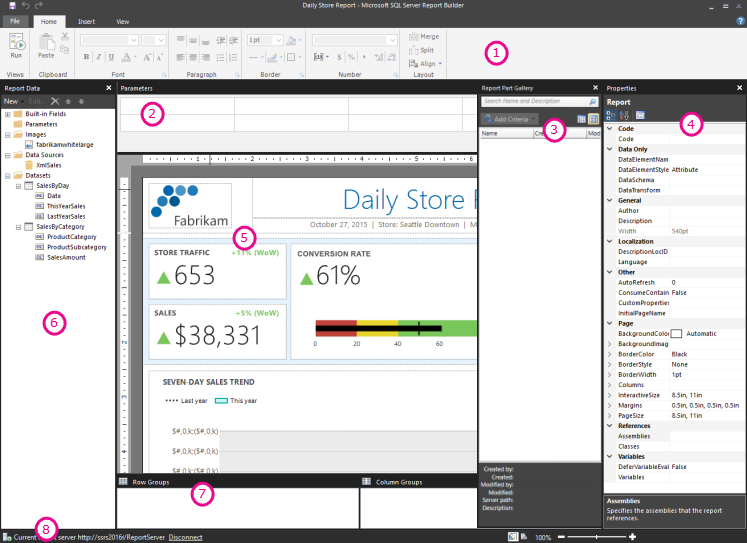 Daily Store Report - Microsoft SQL Server Report Builder
File
Home
Insert
View
Run
Paste
1 pt
Merge
Split
Align
Views
Clipboard
Font
Paragraph
Border
Number
Layout
1
Report Data
New
Edit...
Built-in Fields
Parameters
Images
fabrikamwhitelarge
Data Sources
XmlSales
Datasets
SalesByDay
Date
ThisYearSales
LastYearSales
SalesByCategory
ProductCategory
ProductSubcategory
SalesAmount
6
Parameters
2
Fabrikam
Daily Store R
October 27, 2015 | Store: Seattle Downtown |
5
STORE TRAFFIC
+11% (WoW)
653
CONVERSION RATE
61%
0 20 40 60
SALES
+5% (WoW)
$38,331
SEVEN-DAY SALES TREND
Last year
This year
$#,0,k;($#,0,k)
$#,0,k;($#,0,k)
$#,0,k;($#,0,k)
Row Groups
7
Column Groups
Report Part Gallery
Search Name and Description
Add Criteria
3
Name
Crea
Mod
Created by:
Created:
Modified by:
Modified:
Server path:
Description:
Properties
Report
4
Code
Code
Data Only
DataElementNam
DataElementStyle Attribute
DataSchema
DataTransform
General
Author
Description
Width 540pt
Localization
DescriptionLocID
Language
Other
AutoRefresh 0
ConsumeContain False
CustomProperties
InitialPageName
Page
BackgroundColor Automatic
BackgroundImag
BorderColor Black
BorderStyle None
BorderWidth 1pt
Columns
InteractiveSize 8.5in, 11in
Margins 0.5in, 0.5in, 0.5in, 0.5in
PageSize 8.5in, 11in
References
Assemblies
Classes
Variables
DeferVariableEval False
Variables
Assemblies
Specifies the assemblies that the report
references.
8
Current server http://ssrs2016i/ReportServer Disconnect
100%